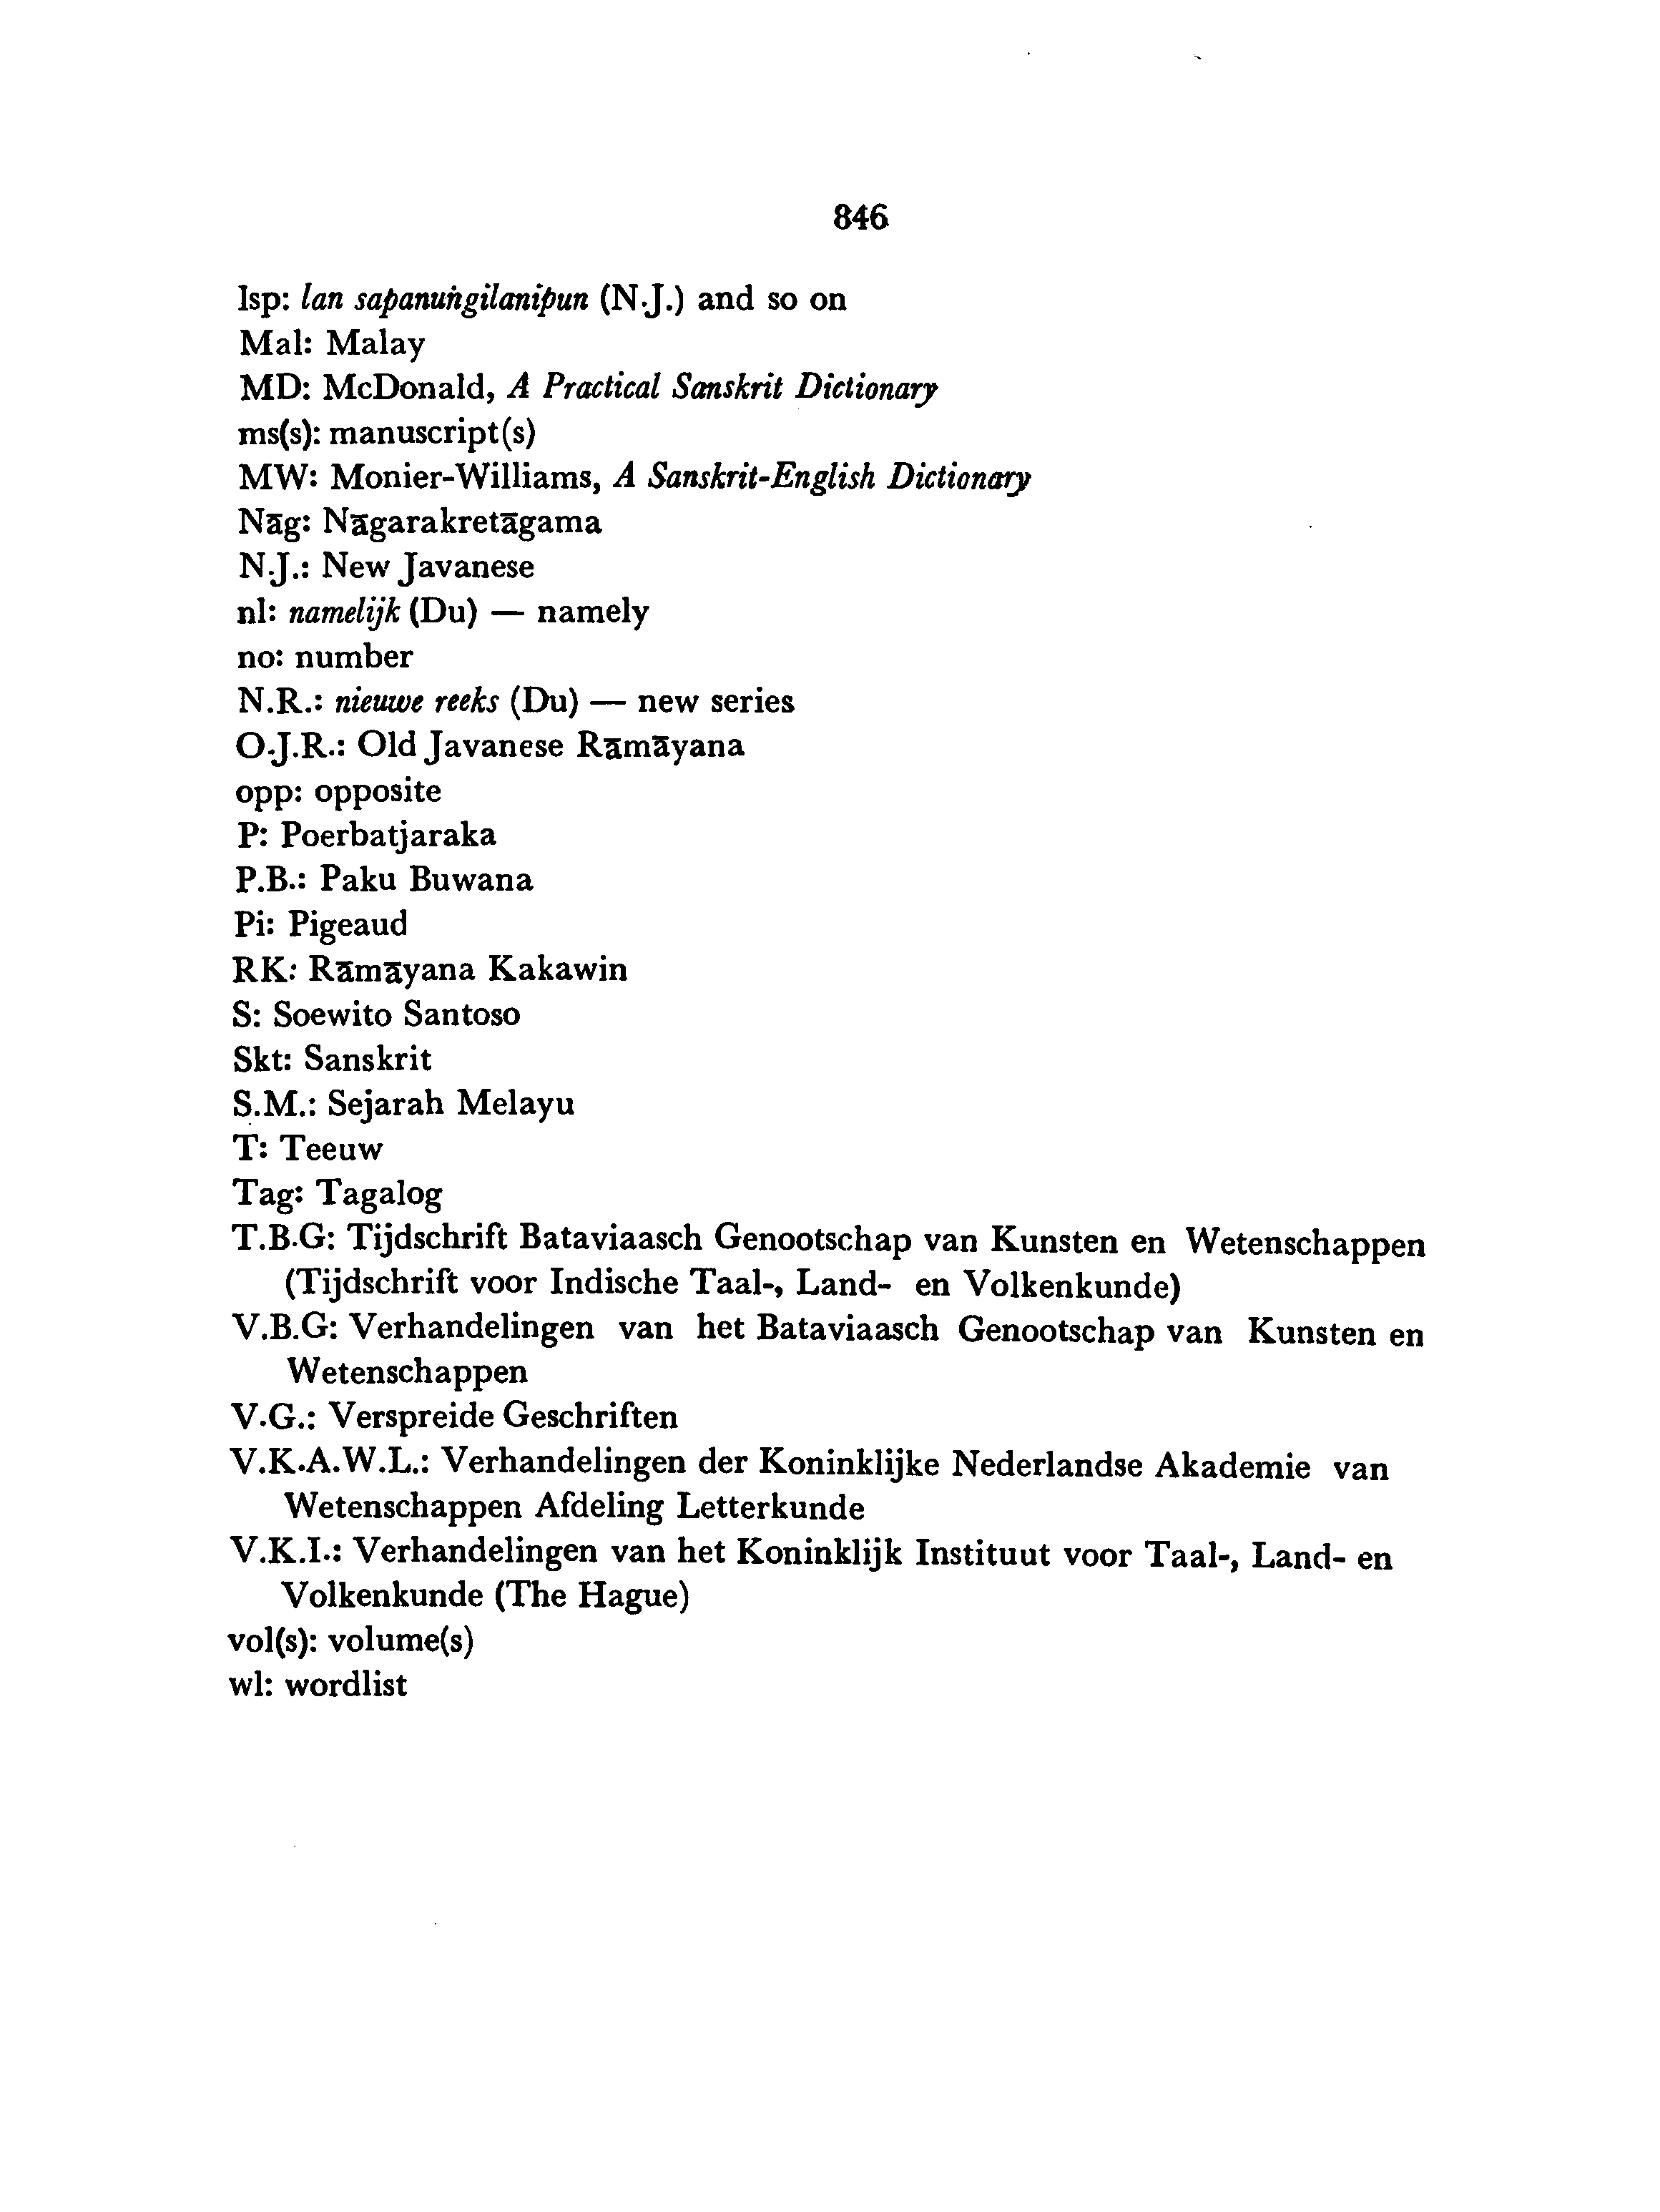 846
lsp: lan sapanuṅgilanipun (N.J.) and so on
Mal: Malay
MD: McDonald, A Practical Sanskrit Dictionary
ms(s): manuscript(s)
MW: Monier-Williams, A Sanskrit-English Dictionary
Nāg: Nāgarakretāgama
N.J.: New Javanese
nl: namelijk (Du) — namely
no: number
N.R.: nieuwe reeks (Du) — new series
O.J.R.: Old Javanese Rāmāyana
opp: opposite
P: Poerbatjaraka
P.B.: Paku Buwana
Pi: Pigeaud
RK: Rāmāyana Kakawin
S: Soewito Santoso
Skt: Sanskrit
S.M.: Sejarah Melayu
T: Teeuw
Tag: Tagalog
T.B.G: Tijdschrift Bataviaasch Genootschap van Kunsten en Wetenschappen
(Tijdschrift voor Indische Taal-, Land- en Volkenkunde)
V.B.G: Verhandelingen van het Bataviaasch Genootschap van Kunsten en
Wetenschappen
V.G.: Verspreide Geschriften
V.K.A.W.L.: Verhandelingen der Koninklijke Nederlandse Akademie van
Wetenschappen Afdeling Letterkunde
V.K.I.: Verhandelingen van het Koninklijk Instituut voor Taal-, Land- en
Volkenkunde (The Hague)
vol(s): volume(s)
wl: wordlist